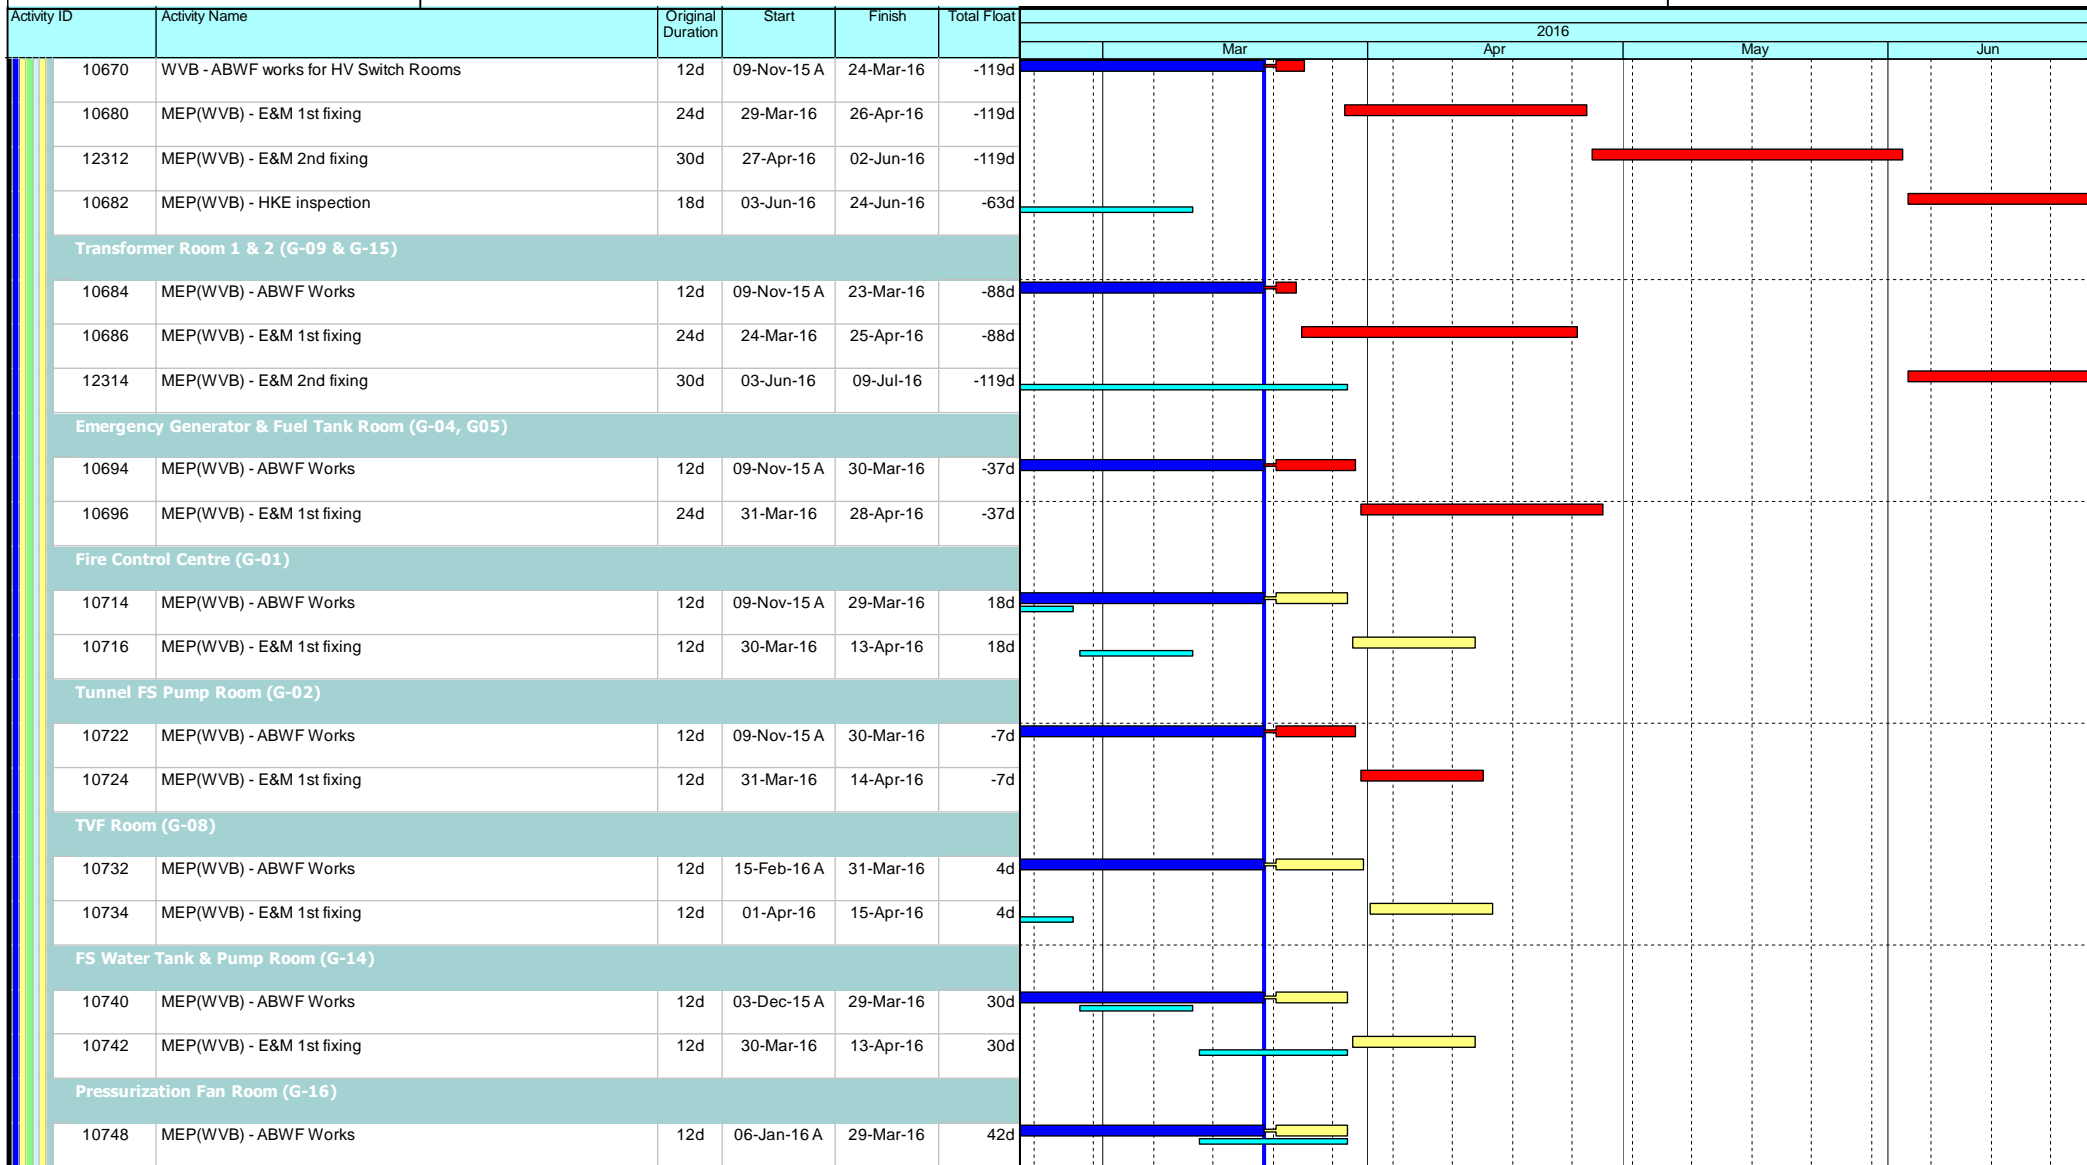 Activity ID Activity Name Original Duration Start Finish Total Float
2016
Mar Apr May Jun
10670 WVB - ABWF works for HV Switch Rooms 12d 09-Nov-15 A 24-Mar-16 -119d
10680 MEP(WVB) - E&M 1st fixing 24d 29-Mar-16 26-Apr-16 -119d
12312 MEP(WVB) - E&M 2nd fixing 30d 27-Apr-16 02-Jun-16 -119d
10682 MEP(WVB) - HKE inspection 18d 03-Jun-16 24-Jun-16 -63d
Transformer Room 1 & 2 (G-09 & G-15)
10684 MEP(WVB) - ABWF Works 12d 09-Nov-15 A 23-Mar-16 -88d
10686 MEP(WVB) - E&M 1st fixing 24d 24-Mar-16 25-Apr-16 -88d
12314 MEP(WVB) - E&M 2nd fixing 30d 03-Jun-16 09-Jul-16 -119d
Emergency Generator & Fuel Tank Room (G-04, G05)
10694 MEP(WVB) - ABWF Works 12d 09-Nov-15 A 30-Mar-16 -37d
10696 MEP(WVB) - E&M 1st fixing 24d 31-Mar-16 28-Apr-16 -37d
Fire Control Centre (G-01)
10714 MEP(WVB) - ABWF Works 12d 09-Nov-15 A 29-Mar-16 18d
10716 MEP(WVB) - E&M 1st fixing 12d 30-Mar-16 13-Apr-16 18d
Tunnel FS Pump Room (G-02)
10722 MEP(WVB) - ABWF Works 12d 09-Nov-15 A 30-Mar-16 -7d
10724 MEP(WVB) - E&M 1st fixing 12d 31-Mar-16 14-Apr-16 -7d
TVF Room (G-08)
10732 MEP(WVB) - ABWF Works 12d 15-Feb-16 A 31-Mar-16 4d
10734 MEP(WVB) - E&M 1st fixing 12d 01-Apr-16 15-Apr-16 4d
FS Water Tank & Pump Room (G-14)
10740 MEP(WVB) - ABWF Works 12d 03-Dec-15 A 29-Mar-16 30d
10742 MEP(WVB) - E&M 1st fixing 12d 30-Mar-16 13-Apr-16 30d
Pressurization Fan Room (G-16)
10748 MEP(WVB) - ABWF Works 12d 06-Jan-16 A 29-Mar-16 42d